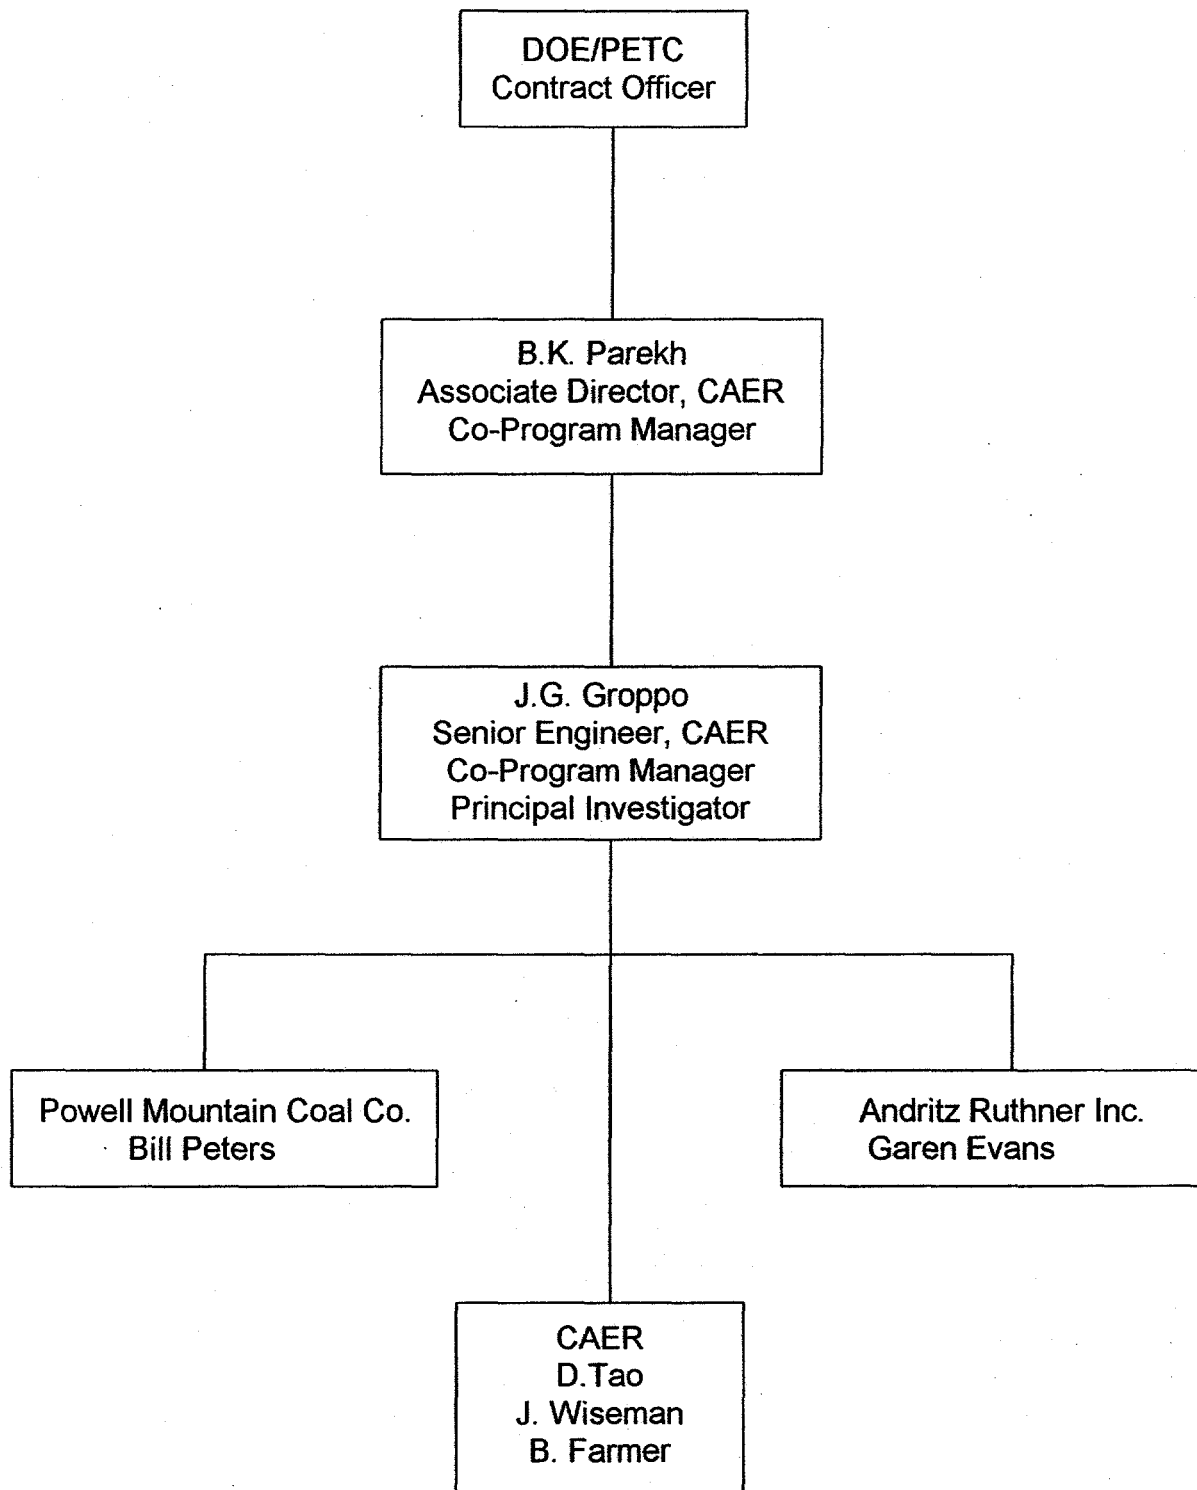 DOE/PETC
Contract Officer
B.K. Parekh
Associate Director, CAER
Co-Program Manager
J.G. Groppo
Senior Engineer, CAER
Co-Program Manager
Principal Investigator
Powell Mountain Coal Co.
Bill Peters
Andritz Ruthner Inc.
Garen Evans
CAER
D.Tao
J. Wiseman
B. Farmer